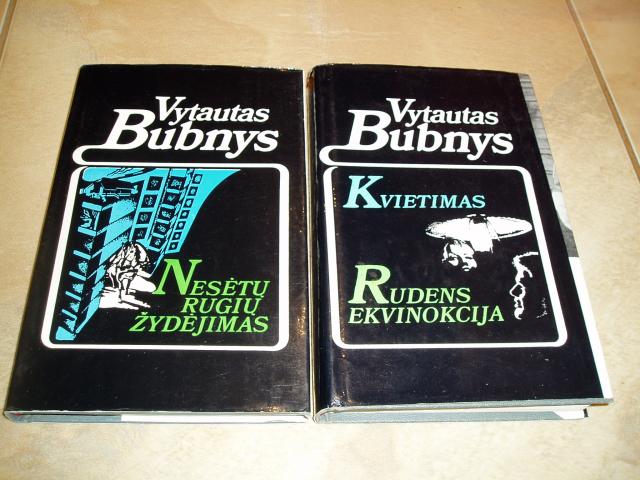 Vytautas
Bubnys
NESĖTŲ
RUGIŲ
ŽYDĖJIMAS
Vytautas
Bubnys
KVIETIMAS
RUDENS
EKVINOKCIJA